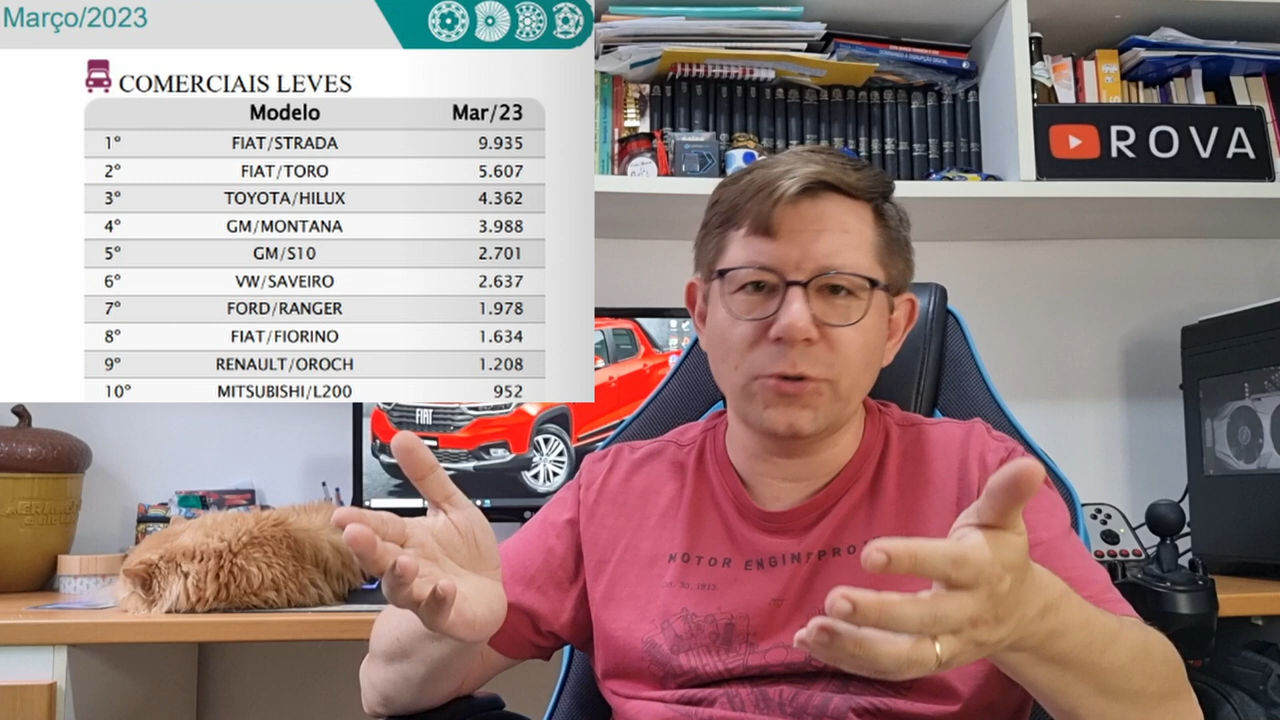 Março/2023
COMERCIAIS LEVES
Modelo Mar/23
1º FIAT/STRADA 9.935
2º FIAT/TORO 5.607
3º TOYOTA/HILUX 4.362
4º GM/MONTANA 3.988
5º GM/S10 2.701
6º VW/SAVEIRO 2.637
7º FORD/RANGER 1.978
8º FIAT/FIORINO 1.634
9º RENAULT/OROCH 1.208
10º MITSUBISHI/L200 952
ROVA
FIAT
MOTOR ENGINE
30, 1913.